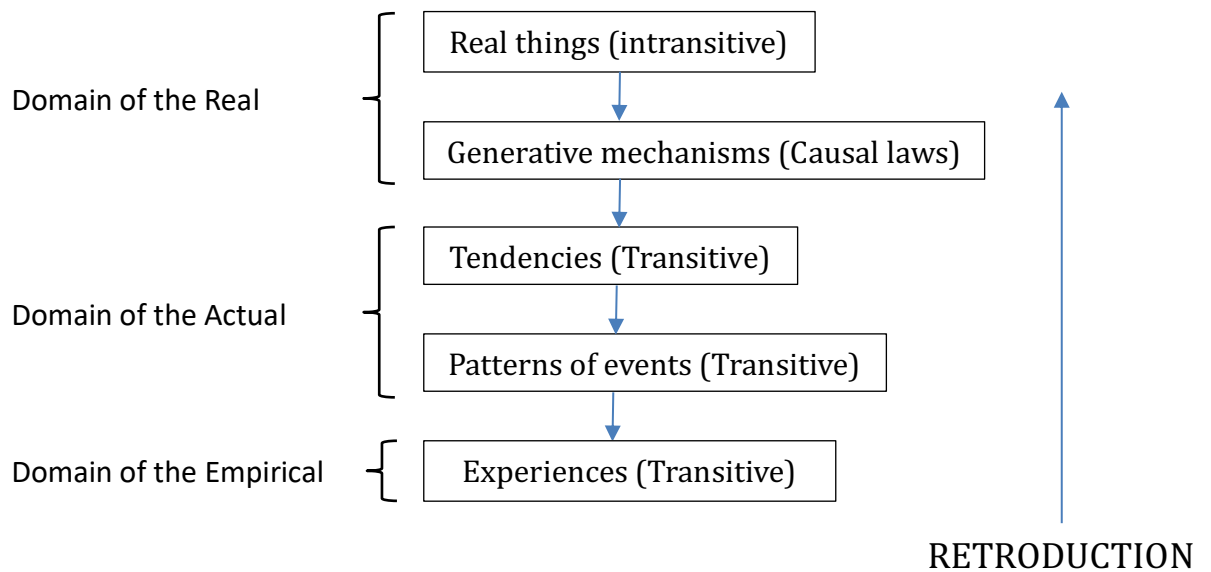 Real things (intransitive)
Domain of the Real
Generative mechanisms (Causal laws)
Tendencies (Transitive)
Domain of the Actual
Patterns of events (Transitive)
Domain of the Empirical
Experiences (Transitive)
RETRODUCTION